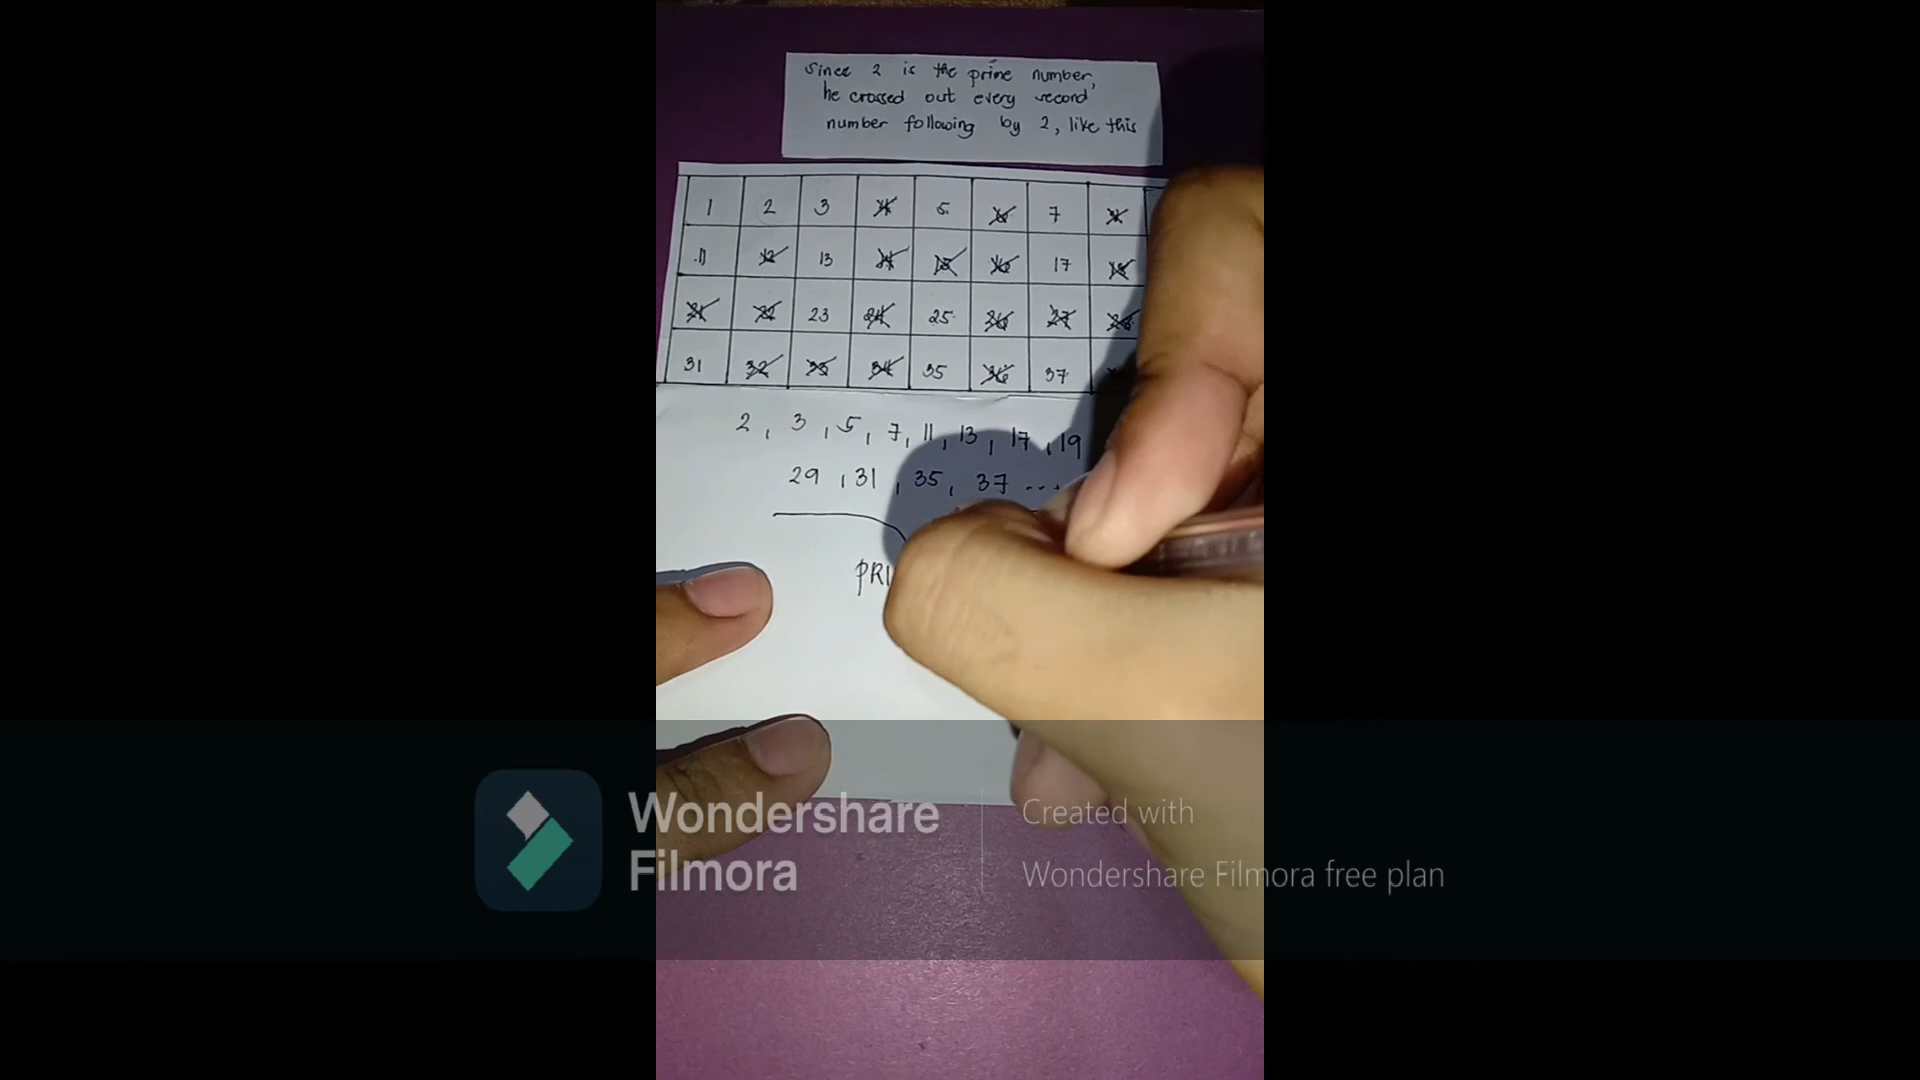 Since 2 is the prime number,
he crossed out every second
number following by 2, like this
1 2 3 4 5 6 7 8
11 12 13 14 15 16 17 18
21 22 23 24 25 26 27 28
31 32 33 34 35 36 37
2, 3, 5, 7, 11, 13, 17, 19
29, 31, 35, 37 ...
PRI
Wondershare
Filmora
Created with
Wondershare Filmora free plan